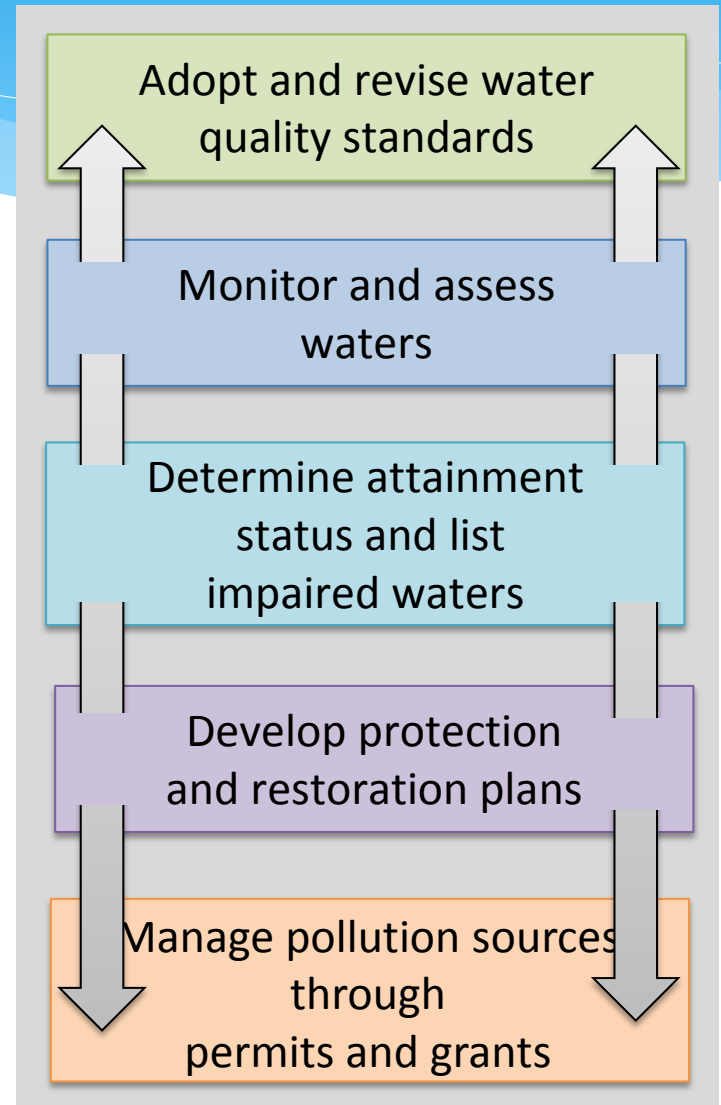 Adopt and revise water
quality standards
Monitor and assess
waters
Determine attainment
status and list
impaired waters
Develop protection
and restoration plans
Manage pollution sources
through
permits and grants